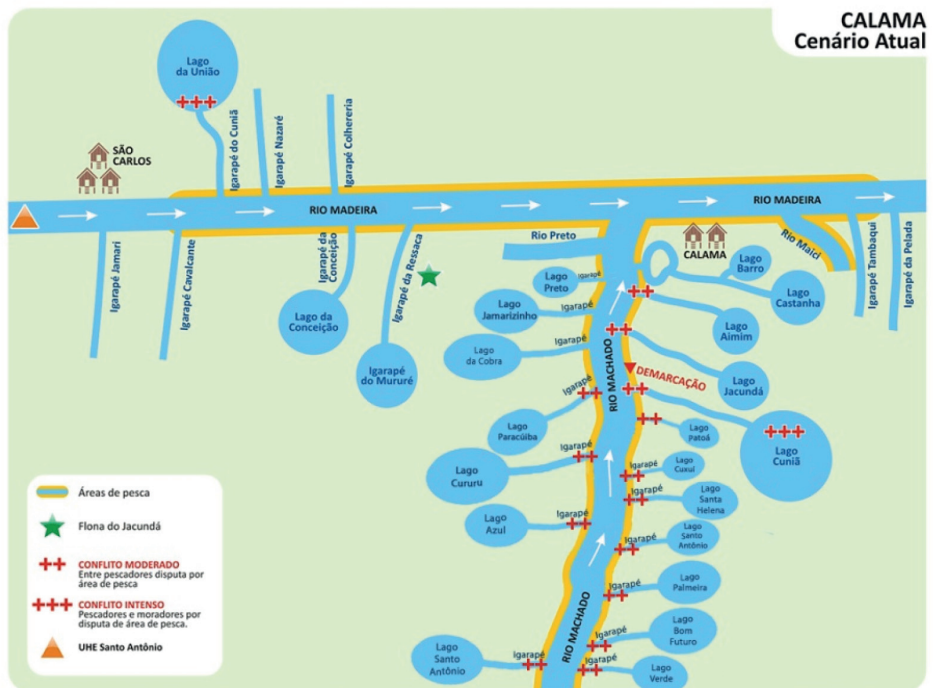 CALAMA
Cenário Atual
Lago
da União
SÃO
CARLOS
Igarapé do Cuniã
Igarapé Nazaré
Igarapé Colhereria
RIO MADEIRA
RIO MADEIRA
Igarapé Jamari
Igarapé Cavalcante
Igarapé da
Conceição
Igarapé da Ressaca
Rio Preto
CALAMA
Rio Maici
Igarapé Tambaqui
Igarapé da Pelada
Lago da
Conceição
Igarapé
do Mururé
Lago
Preto
Igarapé
Lago
Barro
Lago
Castanha
Lago
Jamarizinho
Igarapé
Lago
Aimim
Lago
da Cobra
Igarapé
RIO MACHADO
DEMARCAÇÃO
Lago
Jacundá
Igarapé
Lago
Paracúiba
Lago
Patoá
Lago
Cuniã
Igarapé
Lago
Cururu
Igarapé
Lago
Cuxuí
Igarapé
Lago
Santa
Helena
Igarapé
Lago
Azul
Igarapé
Lago
Santo
Antônio
Igarapé
Lago
Palmeira
RIO MACHADO
Igarapé
Lago
Bom
Futuro
Igarapé
Lago
Santo
Antônio
Igarapé
Lago
Verde
Áreas de pesca
Flona do Jacundá
CONFLITO MODERADO
Entre pescadores disputa por
área de pesca
CONFLITO INTENSO
Pescadores e moradores por
disputa de área de pesca.
UHE Santo Antônio